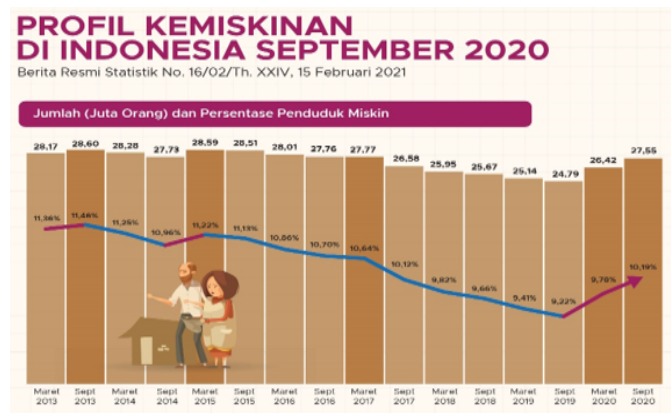 PROFIL KEMISKINAN
DI INDONESIA SEPTEMBER 2020
Berita Resmi Statistik No. 16/02/Th. XXIV, 15 Februari 2021
Jumlah (Juta Orang) dan Persentase Penduduk Miskin
28,17 28,60 28,28 27,73 28,59 28,51 28,01 27,76 27,77 26,58 25,95 25,67 25,14 24,79 26,42 27,55
11,36% 11,46% 11,25% 10,96% 11,22% 11,13% 10,86% 10,70% 10,64% 10,12% 9,82% 9,66% 9,41% 9,22% 9,78% 10,19%
Maret Sept Maret Sept Maret Sept Maret Sept Maret Sept Maret Sept Maret Sept Maret Sept
2013 2013 2014 2014 2015 2015 2016 2016 2017 2017 2018 2018 2019 2019 2020 2020